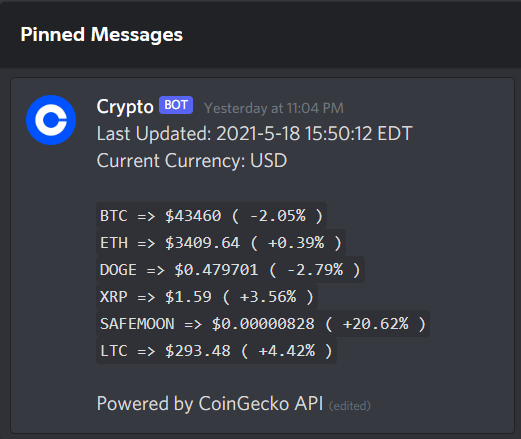 Pinned Messages
Crypto BOT Yesterday at 11:04 PM
Last Updated: 2021-5-18 15:50:12 EDT
Current Currency: USD
BTC => $43460 ( -2.05% )
ETH => $3409.64 ( +0.39% )
DOGE => $0.479701 ( -2.79% )
XRP => $1.59 ( +3.56% )
SAFEMOON => $0.00000828 ( +20.62% )
LTC => $293.48 ( +4.42% )
Powered by CoinGecko API (edited)